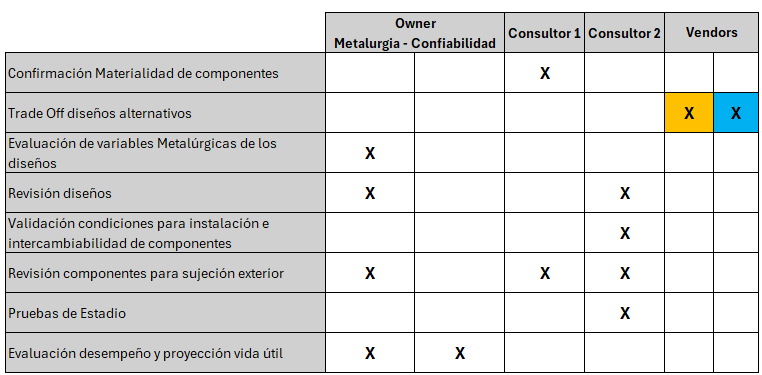 Owner
Metalurgia - Confiabilidad
Consultor 1
Consultor 2
Vendors
Confirmación Materialidad de componentes
X
Trade Off diseños alternativos
X X
Evaluación de variables Metalúrgicas de los
diseños
X
Revisión diseños
X X
Validación condiciones para instalación e
intercambiabilidad de componentes
X
Revisión componentes para sujeción exterior
X X X
Pruebas de Estadio
X
Evaluación desempeño y proyección vida útil
X X